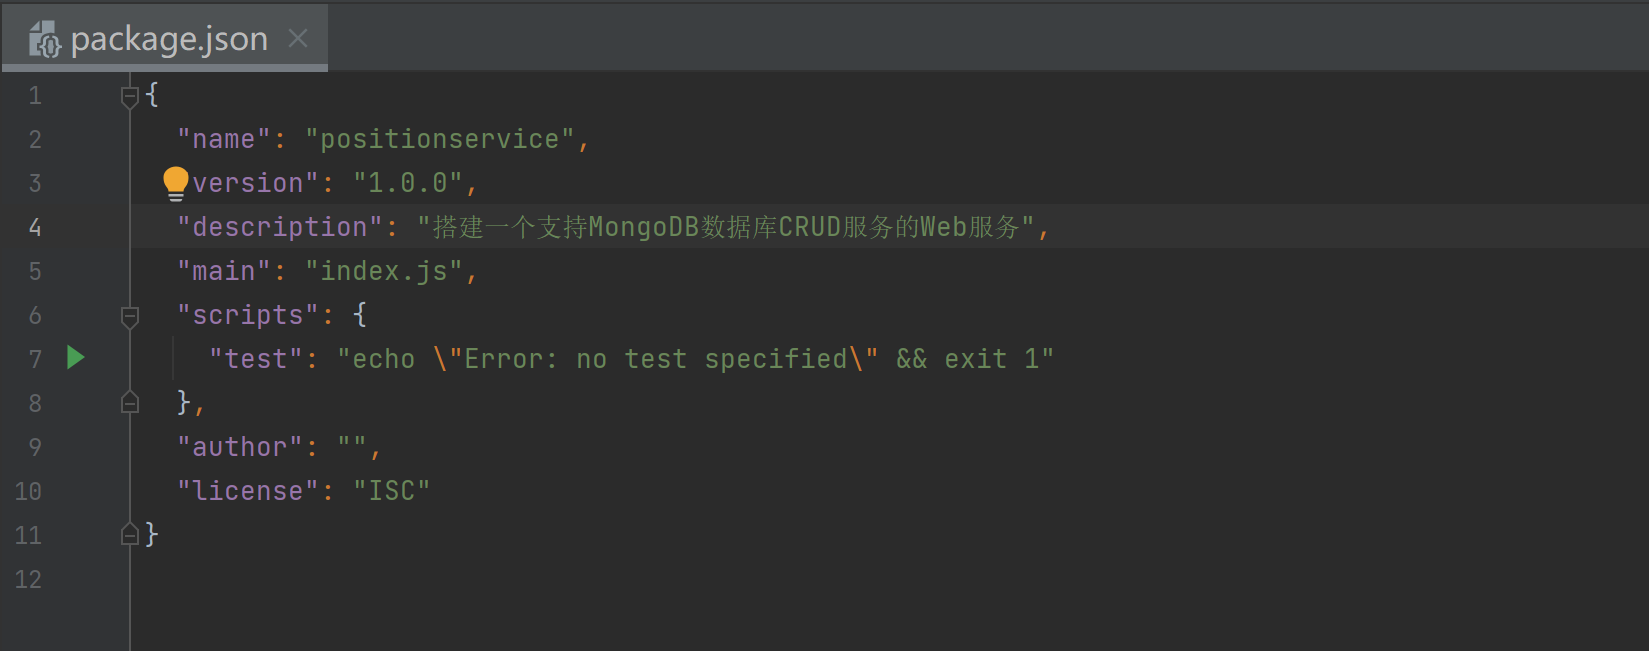 package.json
1 {
2 "name": "positionservice",
3 version": "1.0.0",
4 "description": "搭建一个支持MongoDB数据库CRUD服务的Web服务",
5 "main": "index.js",
6 "scripts": {
7 "test": "echo \"Error: no test specified\" && exit 1"
8 },
9 "author": "",
10 "license": "ISC"
11 }
12